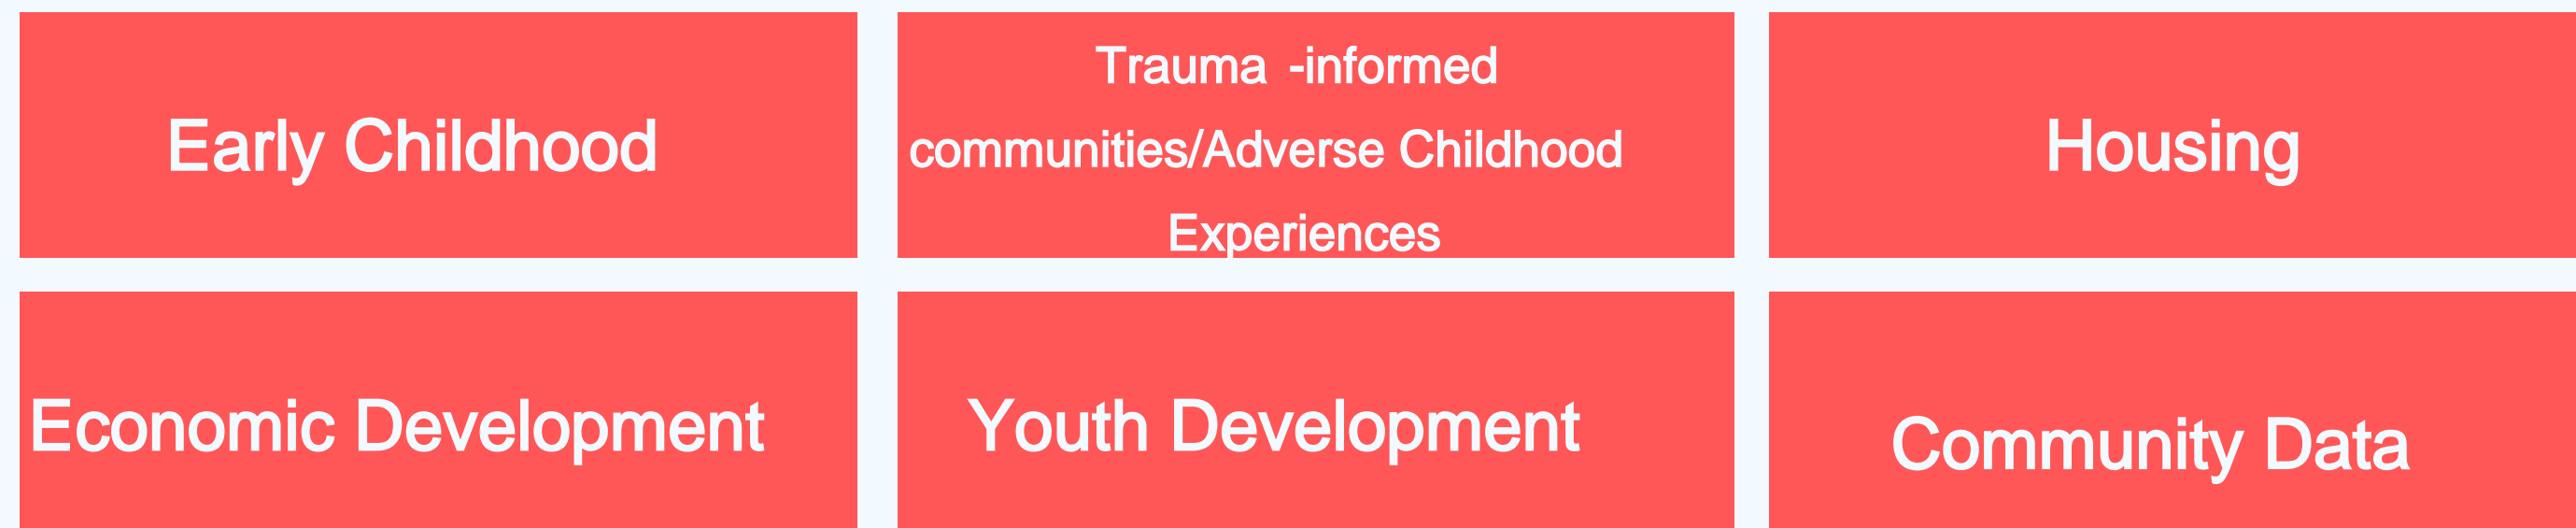 Early Childhood
Trauma -informed
communities/Adverse Childhood
Experiences
Housing
Economic Development
Youth Development
Community Data